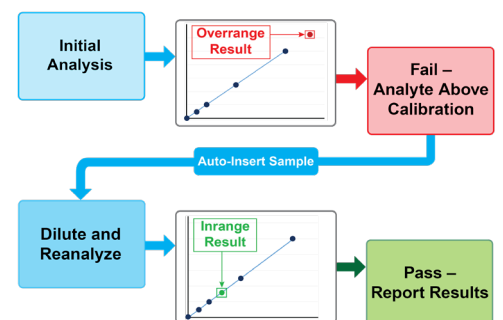 Initial
Analysis
Overrange
Result
Fail –
Analyte Above
Calibration
Auto-Insert Sample
Dilute and
Reanalyze
Inrange
Result
Pass –
Report Results